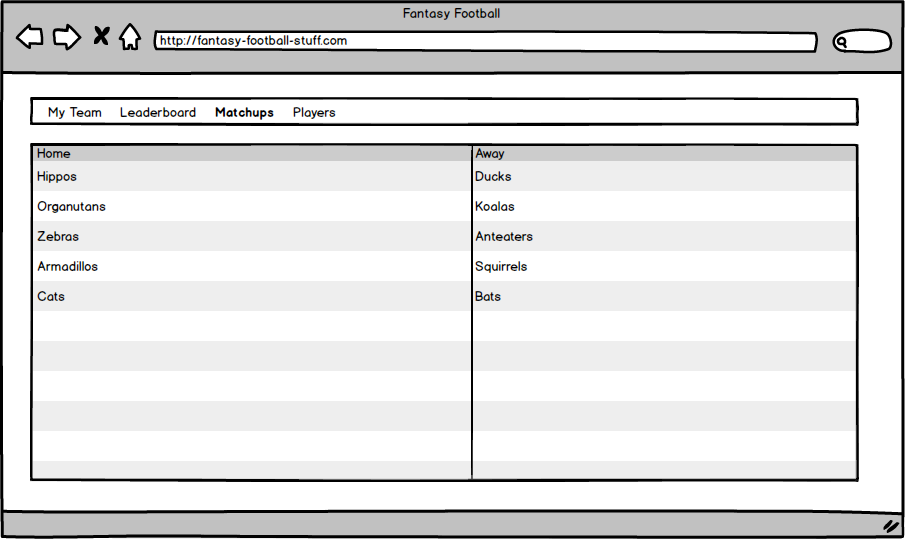 Fantasy Football
http://fantasy-football-stuff.com
My Team Leaderboard Matchups Players
Home Away
Hippos Ducks
Organutans Koalas
Zebras Anteaters
Armadillos Squirrels
Cats Bats